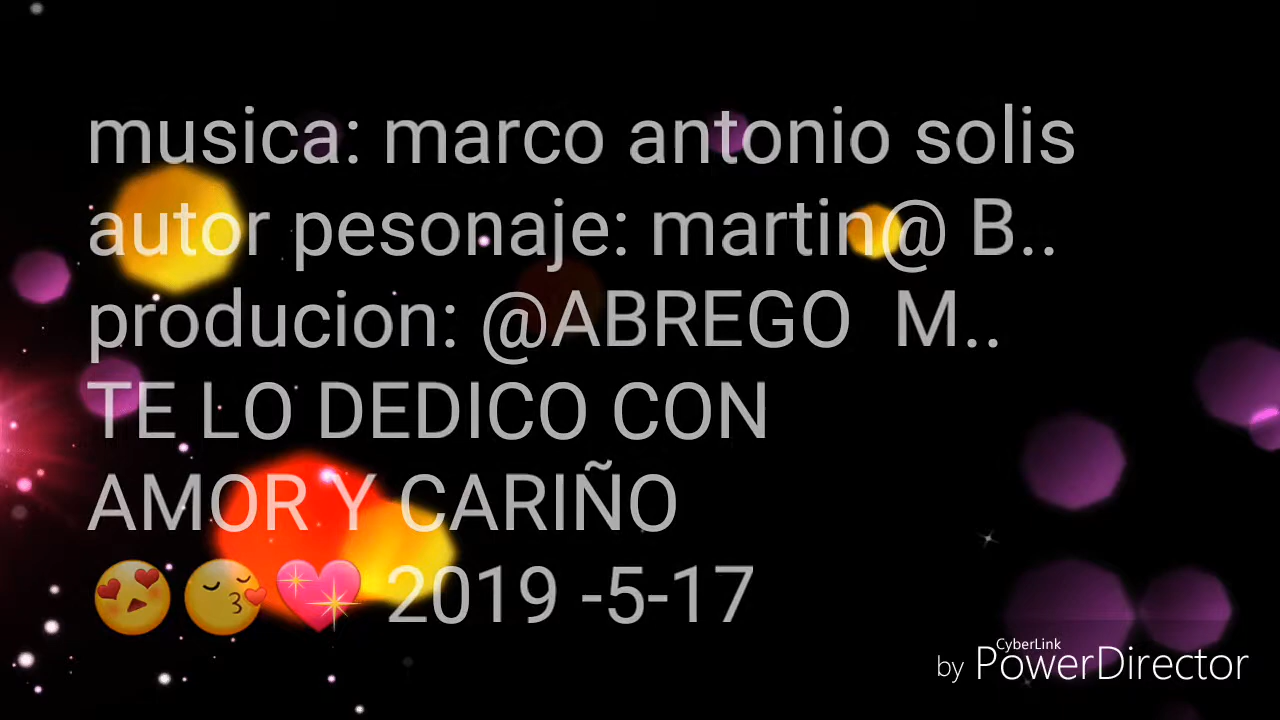 musica: marco antonio solis
autor pesonaje: martin@ B..
producion: @ABREGO M..
TE LO DEDICO CON
AMOR Y CARIÑO
😍😚💖 2019 -5-17
CyberLink
by PowerDirector